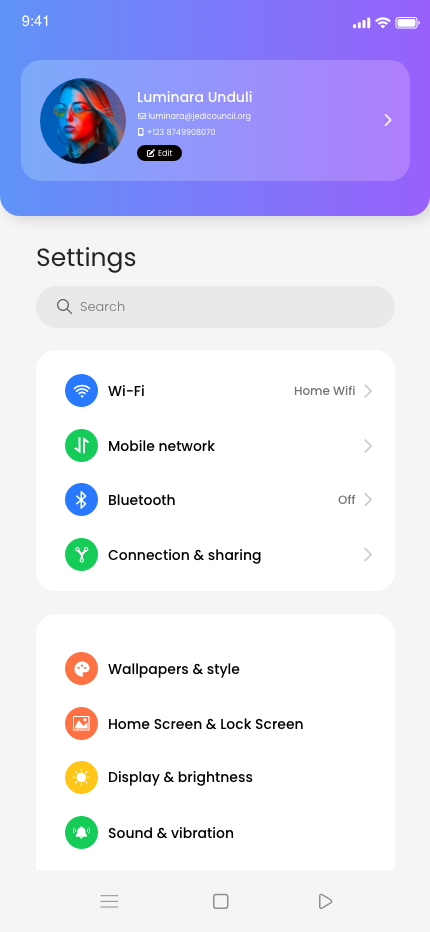 9:41
Luminara Unduli
luminara@jedicouncil.org
+123 8749908070
Edit
Settings
Search
Wi-Fi Home Wifi
Mobile network
Bluetooth Off
Connection & sharing
Wallpapers & style
Home Screen & Lock Screen
Display & brightness
Sound & vibration